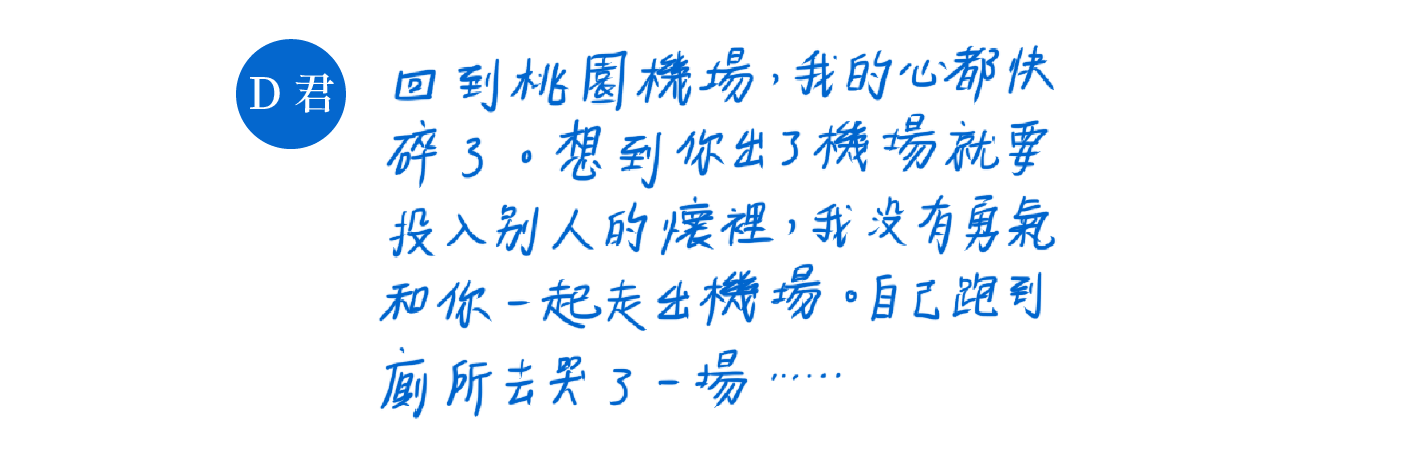 D 君
回到桃園機場，我的心都快
碎了。想到你出了機場就要
投入別人的懷裡，我沒有勇氣
和你一起走出機場。自己跑到
廁所去哭了一場……